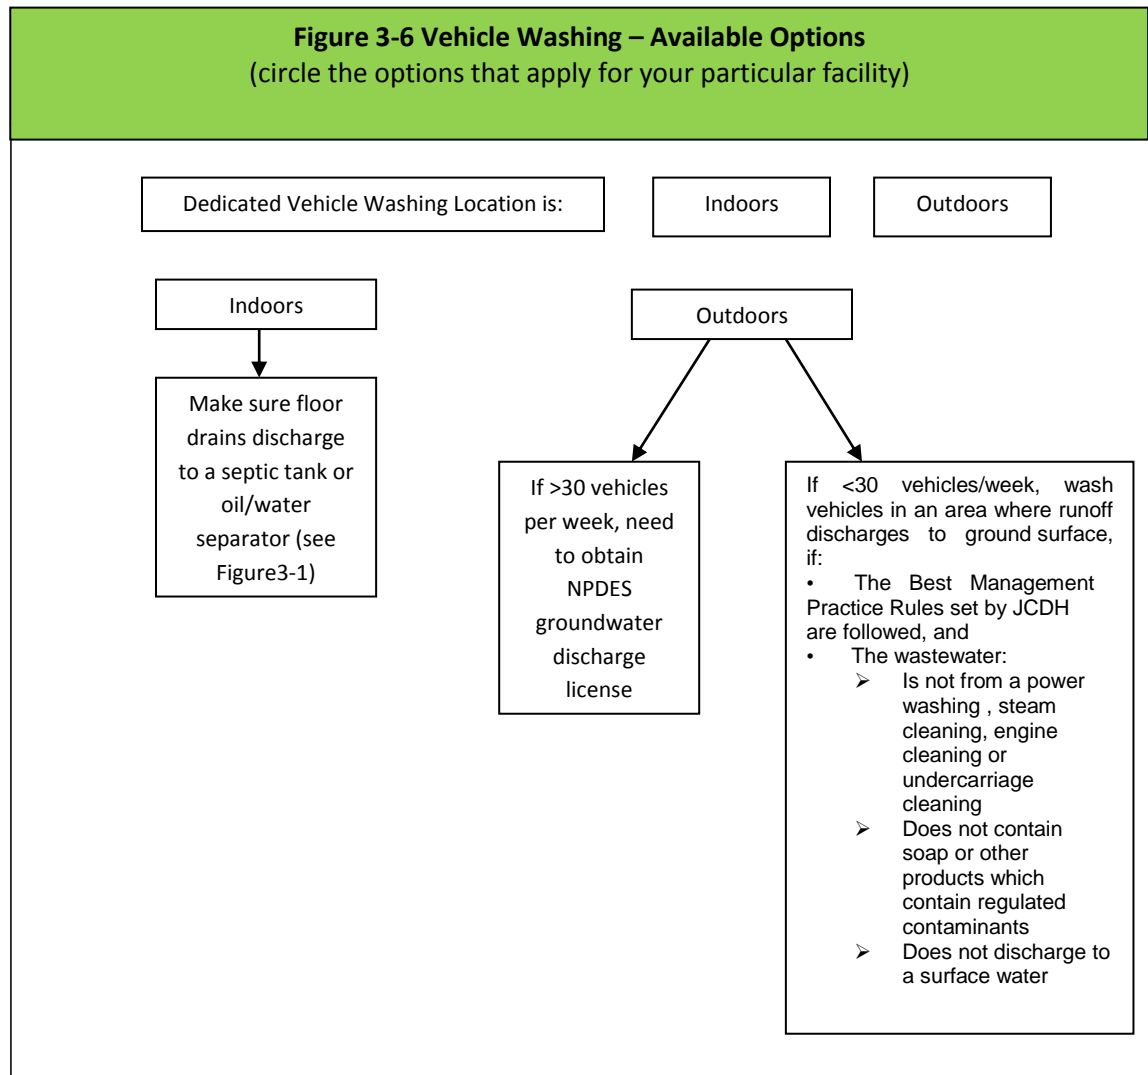 Figure 3-6 Vehicle Washing – Available Options
(circle the options that apply for your particular facility)
Dedicated Vehicle Washing Location is:
Indoors
Outdoors
Indoors
Make sure floor
drains discharge
to a septic tank or
oil/water
separator (see
Figure3-1)
Outdoors
If >30 vehicles
per week, need
to obtain
NPDES
groundwater
discharge
license
If <30 vehicles/week, wash
vehicles in an area where runoff
discharges to ground surface,
if:
• The Best Management
Practice Rules set by JCDH
are followed, and
• The wastewater:
➢ Is not from a power
washing , steam
cleaning, engine
cleaning or
undercarriage
cleaning
➢ Does not contain
soap or other
products which
contain regulated
contaminants
➢ Does not discharge to
a surface water